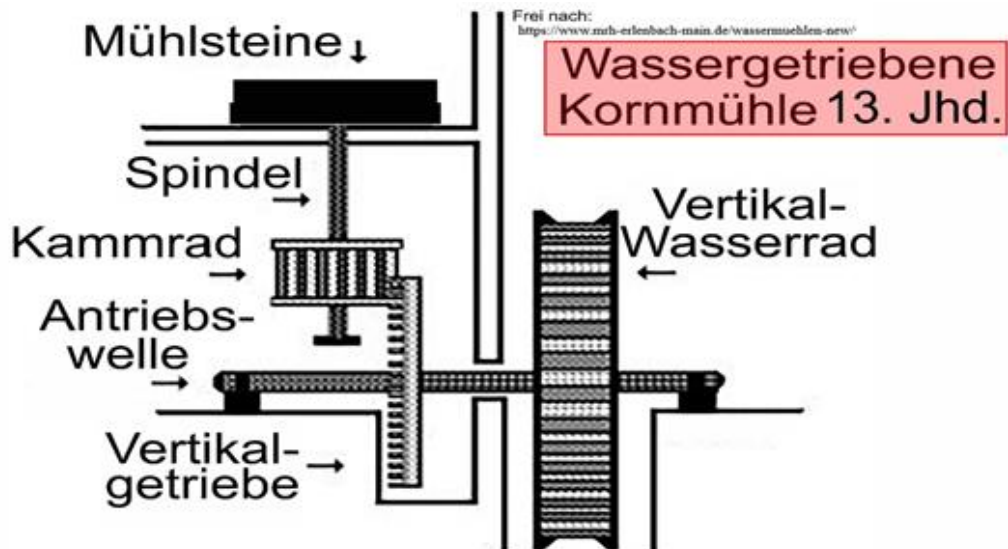 Frei nach:
https://www.mrh-erlenbach-main.de/wassermuehlen-new/
Mühlsteine
Wassergetriebene
Kornmühle 13. Jhd.
Spindel
Vertikal-
Wasserrad
Kammrad
Antriebs-
welle
Vertikal-
getriebe